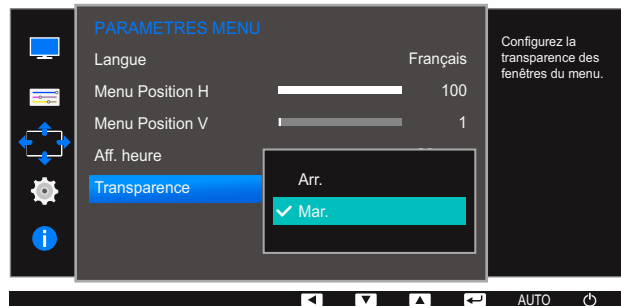 PARAMETRES MENU
Langue Français
Menu Position H 100
Menu Position V 1
Aff. heure
Transparence
Arr.
Mar.
Configurez la
transparence des
fenêtres du menu.
AUTO